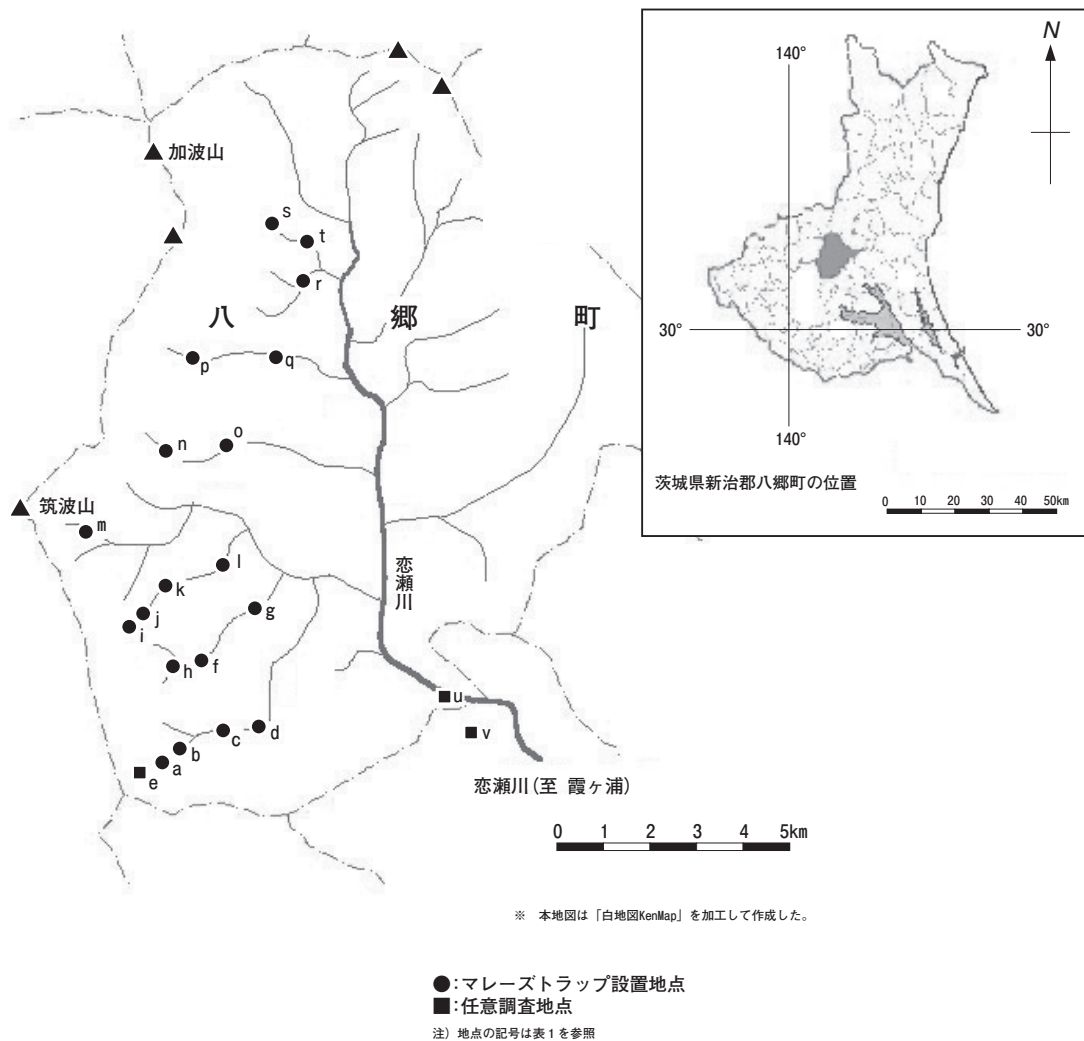 加波山
s
t
r
八 郷 町
p
q
n
o
筑波山
m
l
k
g
j
i
恋瀬川
h
f
u
d
c
v
b
a
e
恋瀬川(至 霞ヶ浦)
0 1 2 3 4 5km
※ 本地図は「白地図KenMap」を加工して作成した。
●:マレーズトラップ設置地点
■:任意調査地点
注) 地点の記号は表1を参照
N
140°
30° 30°
140°
茨城県新治郡八郷町の位置
0 10 20 30 40 50km